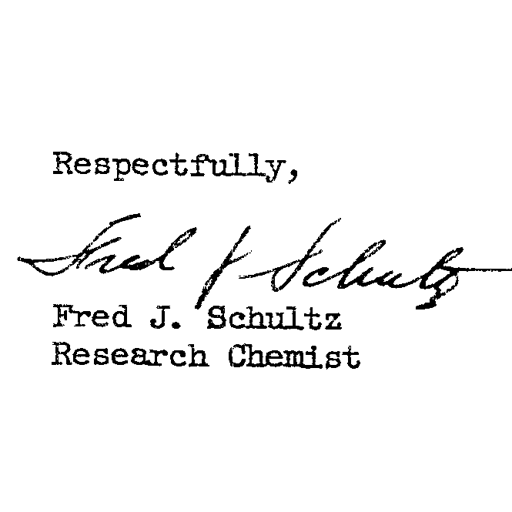 Respectfully,
Fred J Schultz
Fred J. Schultz
Research Chemist